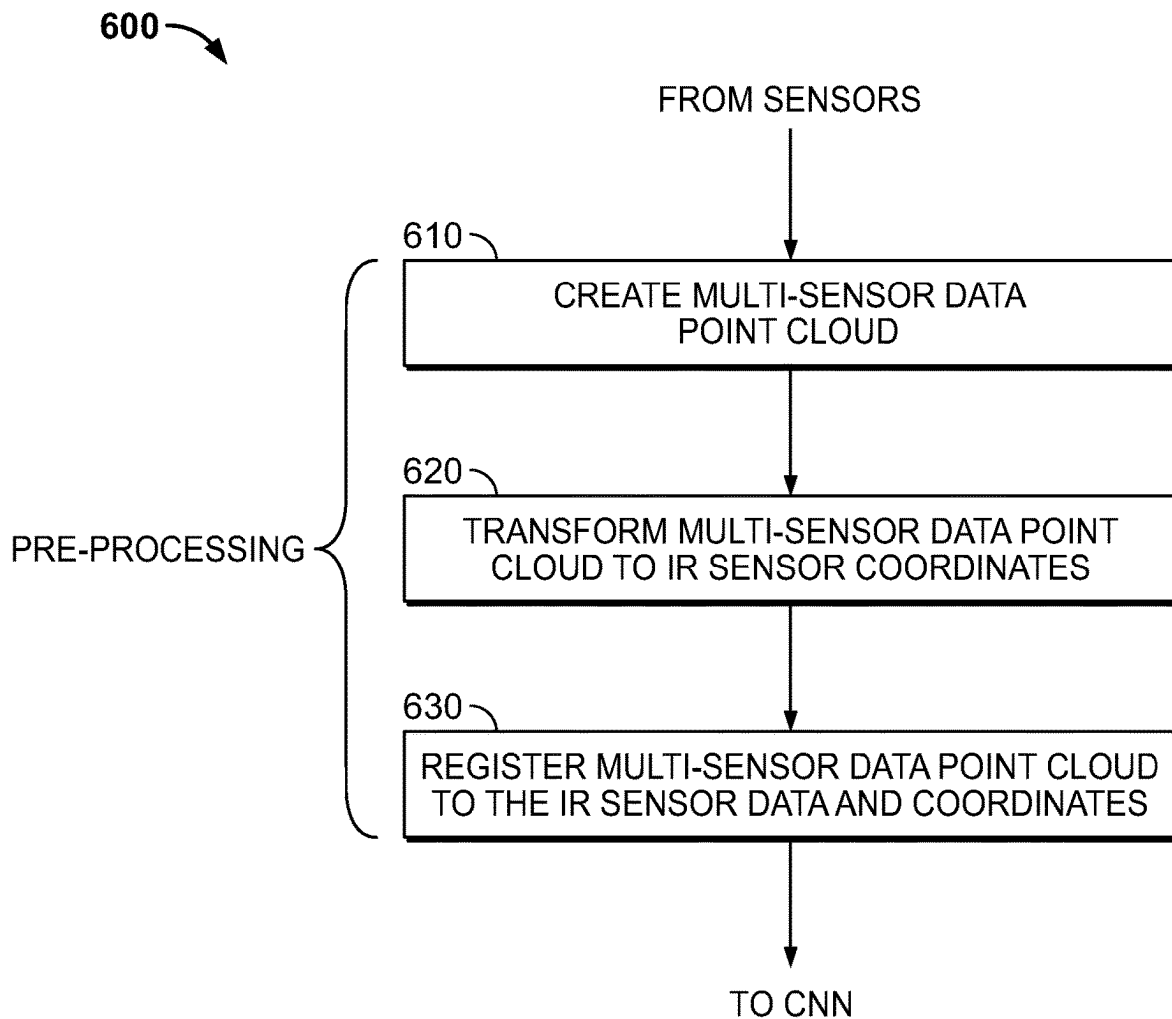 600
FROM SENSORS
610
CREATE MULTI-SENSOR DATA
POINT CLOUD
620
TRANSFORM MULTI-SENSOR DATA POINT
CLOUD TO IR SENSOR COORDINATES
PRE-PROCESSING
630
REGISTER MULTI-SENSOR DATA POINT CLOUD
TO THE IR SENSOR DATA AND COORDINATES
TO CNN